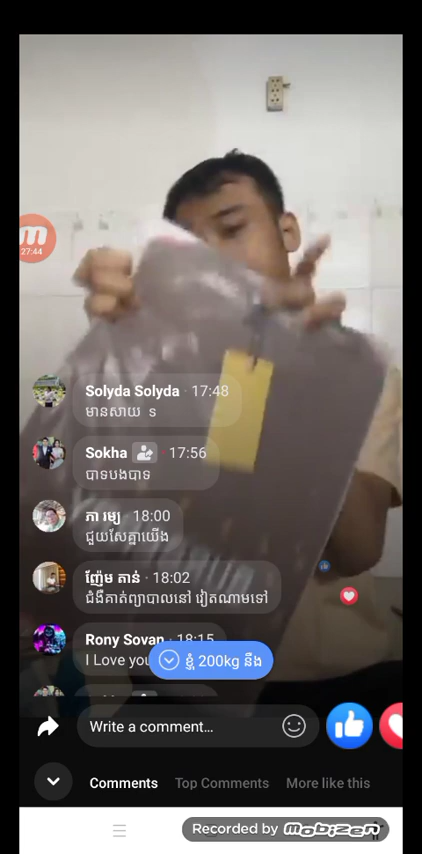 27:44
Solyda Solyda · 17:48
មានសាយ s
Sokha · 17:56
បាទបងបាទ
ភា រម្យ · 18:00
ជួយសែគ្នាយើង
ញ៉ែម តាន់ · 18:02
ជំងឺគាត់ព្យាបាលនៅ វៀតណាមទៅ
Rony Sovan · 18:15
I Love you
ខ្ញុំ 200kg នឹង
Write a comment...
Comments Top Comments More like this
Recorded by MOBIZEN